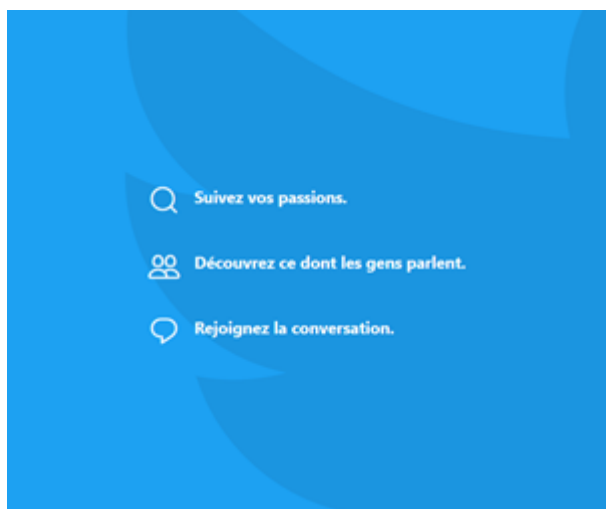 Suivez vos passions.
Découvrez ce dont les gens parlent.
Rejoignez la conversation.